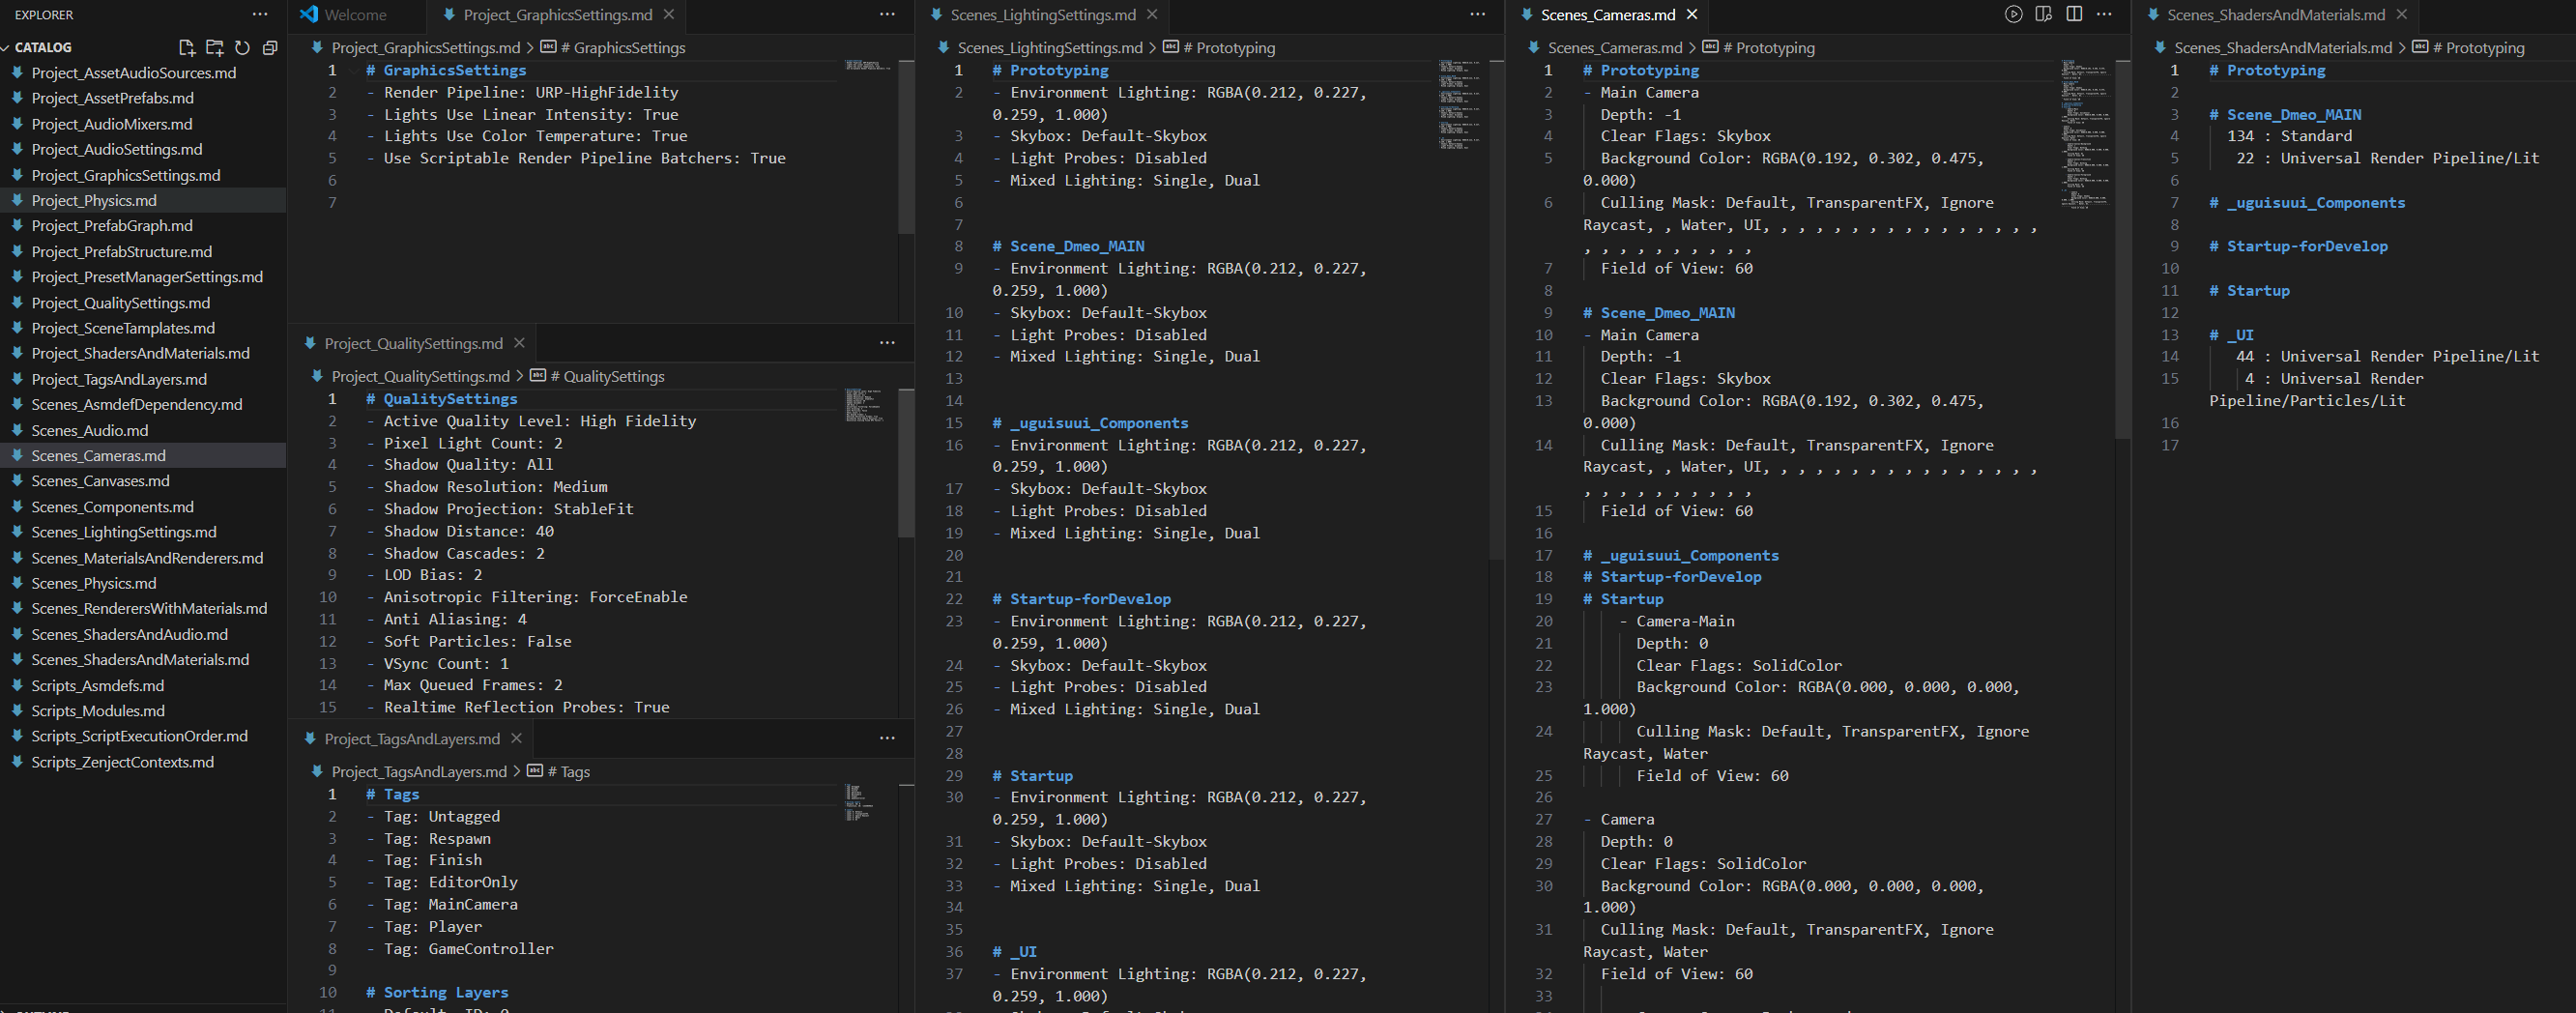 EXPLORER
CATALOG
Project_AssetAudioSources.md
Project_AssetPrefabs.md
Project_AudioMixers.md
Project_AudioSettings.md
Project_GraphicsSettings.md
Project_Physics.md
Project_PrefabGraph.md
Project_PrefabStructure.md
Project_PresetManagerSettings.md
Project_QualitySettings.md
Project_SceneTamplates.md
Project_ShadersAndMaterials.md
Project_TagsAndLayers.md
Scenes_AsmdefDependency.md
Scenes_Audio.md
Scenes_Cameras.md
Scenes_Canvases.md
Scenes_Components.md
Scenes_LightingSettings.md
Scenes_MaterialsAndRenderers.md
Scenes_Physics.md
Scenes_RenderersWithMaterials.md
Scenes_ShadersAndAudio.md
Scenes_ShadersAndMaterials.md
Scripts_Asmdefs.md
Scripts_Modules.md
Scripts_ScriptExecutionOrder.md
Scripts_ZenjectContexts.md
Welcome
Project_GraphicsSettings.md
Project_GraphicsSettings.md > # GraphicsSettings
1 # GraphicsSettings
2 - Render Pipeline: URP-HighFidelity
3 - Lights Use Linear Intensity: True
4 - Lights Use Color Temperature: True
5 - Use Scriptable Render Pipeline Batchers: True
6
7
Project_QualitySettings.md
Project_QualitySettings.md > # QualitySettings
1 # QualitySettings
2 - Active Quality Level: High Fidelity
3 - Pixel Light Count: 2
4 - Shadow Quality: All
5 - Shadow Resolution: Medium
6 - Shadow Projection: StableFit
7 - Shadow Distance: 40
8 - Shadow Cascades: 2
9 - LOD Bias: 2
10 - Anisotropic Filtering: ForceEnable
11 - Anti Aliasing: 4
12 - Soft Particles: False
13 - VSync Count: 1
14 - Max Queued Frames: 2
15 - Realtime Reflection Probes: True
Project_TagsAndLayers.md
Project_TagsAndLayers.md > # Tags
1 # Tags
2 - Tag: Untagged
3 - Tag: Respawn
4 - Tag: Finish
5 - Tag: EditorOnly
6 - Tag: MainCamera
7 - Tag: Player
8 - Tag: GameController
9
10 # Sorting Layers
Scenes_LightingSettings.md
Scenes_LightingSettings.md > # Prototyping
1 # Prototyping
2 - Environment Lighting: RGBA(0.212, 0.227,
0.259, 1.000)
3 - Skybox: Default-Skybox
4 - Light Probes: Disabled
5 - Mixed Lighting: Single, Dual
6
7
8 # Scene_Dmeo_MAIN
9 - Environment Lighting: RGBA(0.212, 0.227,
0.259, 1.000)
10 - Skybox: Default-Skybox
11 - Light Probes: Disabled
12 - Mixed Lighting: Single, Dual
13
14
15 # _uguisuui_Components
16 - Environment Lighting: RGBA(0.212, 0.227,
0.259, 1.000)
17 - Skybox: Default-Skybox
18 - Light Probes: Disabled
19 - Mixed Lighting: Single, Dual
20
21
22 # Startup-forDevelop
23 - Environment Lighting: RGBA(0.212, 0.227,
0.259, 1.000)
24 - Skybox: Default-Skybox
25 - Light Probes: Disabled
26 - Mixed Lighting: Single, Dual
27
28
29 # Startup
30 - Environment Lighting: RGBA(0.212, 0.227,
0.259, 1.000)
31 - Skybox: Default-Skybox
32 - Light Probes: Disabled
33 - Mixed Lighting: Single, Dual
34
35
36 # _UI
37 - Environment Lighting: RGBA(0.212, 0.227,
0.259, 1.000)
Scenes_Cameras.md
Scenes_Cameras.md > # Prototyping
1 # Prototyping
2 - Main Camera
3 Depth: -1
4 Clear Flags: Skybox
5 Background Color: RGBA(0.192, 0.302, 0.475,
0.000)
6 Culling Mask: Default, TransparentFX, Ignore
Raycast, , Water, UI, , , , , , , , , , , , , , , ,
, , , , , , , , , ,
7 Field of View: 60
8
9 # Scene_Dmeo_MAIN
10 - Main Camera
11 Depth: -1
12 Clear Flags: Skybox
13 Background Color: RGBA(0.192, 0.302, 0.475,
0.000)
14 Culling Mask: Default, TransparentFX, Ignore
Raycast, , Water, UI, , , , , , , , , , , , , , , ,
, , , , , , , , , ,
15 Field of View: 60
16
17 # _uguisuui_Components
18 # Startup-forDevelop
19 # Startup
20 - Camera-Main
21 Depth: 0
22 Clear Flags: SolidColor
23 Background Color: RGBA(0.000, 0.000, 0.000,
1.000)
24 Culling Mask: Default, TransparentFX, Ignore
Raycast, Water
25 Field of View: 60
26
27 - Camera
28 Depth: 0
29 Clear Flags: SolidColor
30 Background Color: RGBA(0.000, 0.000, 0.000,
1.000)
31 Culling Mask: Default, TransparentFX, Ignore
Raycast, Water
32 Field of View: 60
33
Scenes_ShadersAndMaterials.md
Scenes_ShadersAndMaterials.md > # Prototyping
1 # Prototyping
2
3 # Scene_Dmeo_MAIN
4 134 : Standard
5 22 : Universal Render Pipeline/Lit
6
7 # _uguisuui_Components
8
9 # Startup-forDevelop
10
11 # Startup
12
13 # _UI
14 44 : Universal Render Pipeline/Lit
15 4 : Universal Render
Pipeline/Particles/Lit
16
17